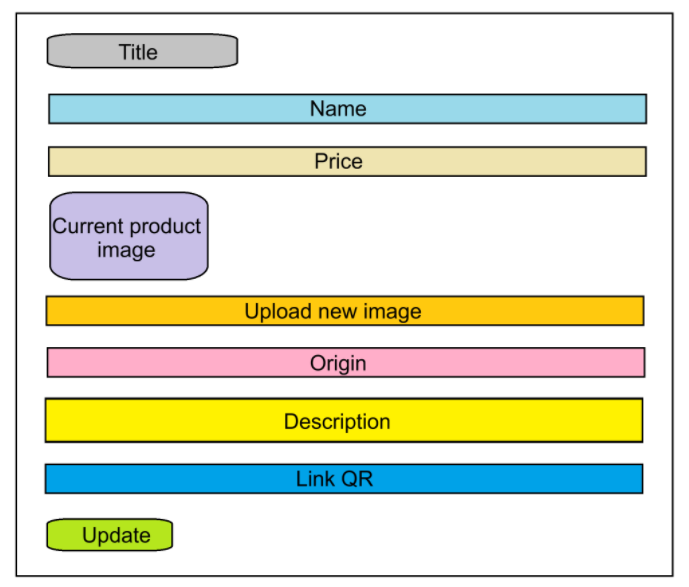 Title
Name
Price
Current product
image
Upload new image
Origin
Description
Link QR
Update